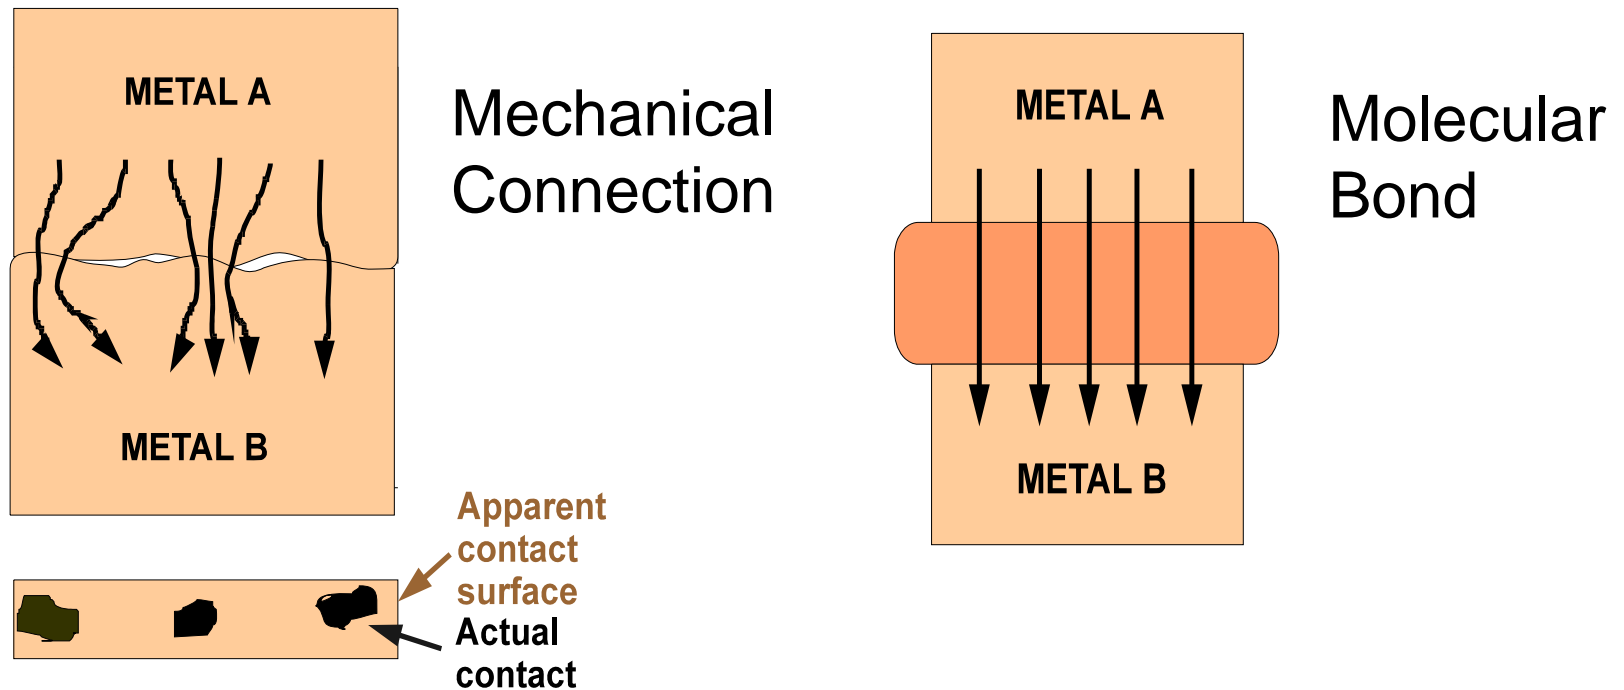 METAL A
Mechanical
Connection
METAL B
Apparent
contact
surface
Actual
contact
METAL A
Molecular
Bond
METAL B